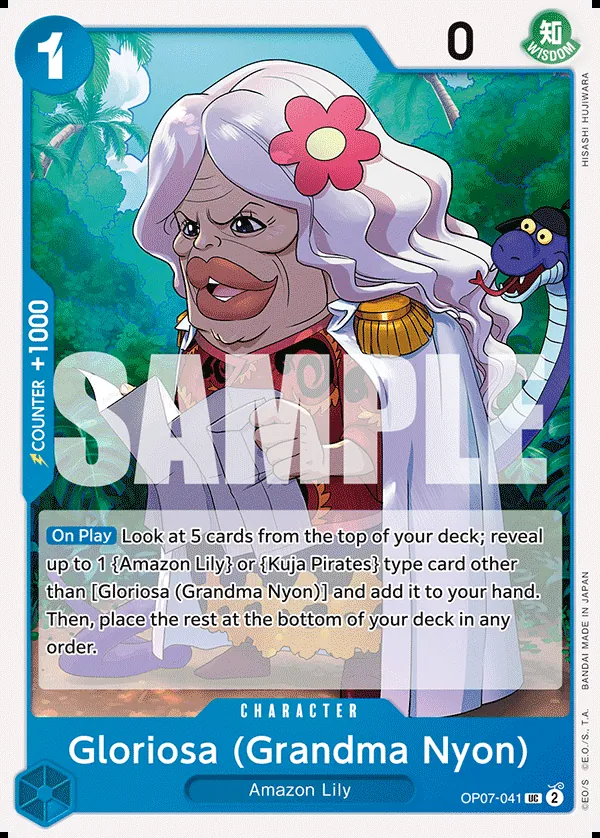 1
0
知
WISDOM
HISASHI HUJIWARA
COUNTER +1000
SAMPLE
On Play Look at 5 cards from the top of your deck; reveal
up to 1 {Amazon Lily} or {Kuja Pirates} type card other
than [Gloriosa (Grandma Nyon)] and add it to your hand.
Then, place the rest at the bottom of your deck in any
order.
CHARACTER
Gloriosa (Grandma Nyon)
Amazon Lily
OP07-041 UC 2
©EO/S ©E.O./S., T.A. BANDAI MADE IN JAPAN